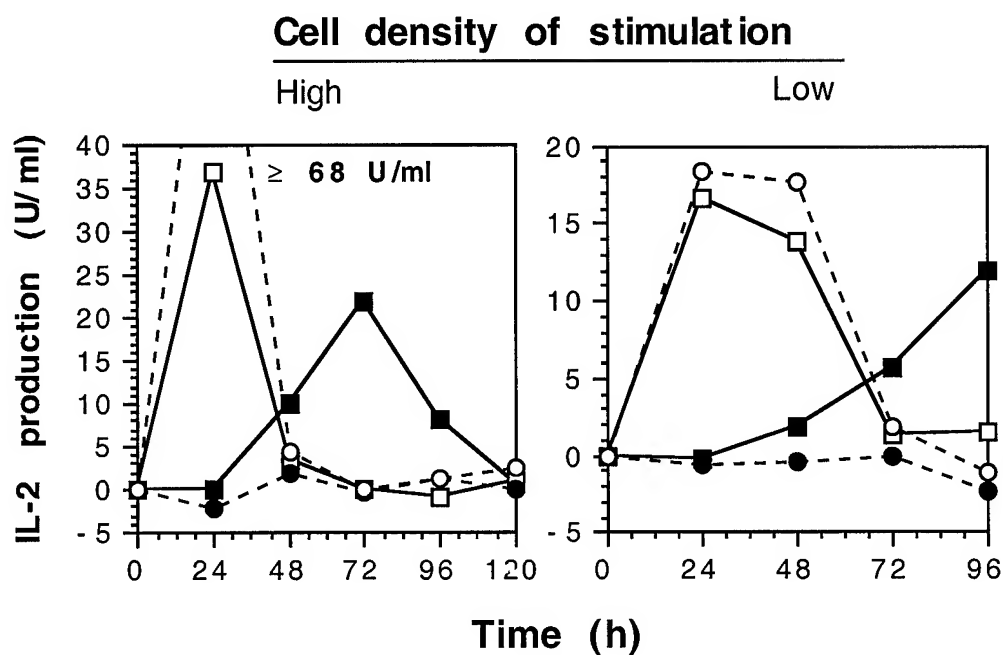 Cell density of stimulation
High
Low
IL-2 production (U/ml)
40
35
30
25
20
15
10
5
0
-5
≥ 68 U/ml
0 24 48 72 96 120
20
15
10
5
0
-5
0 24 48 72 96
Time (h)